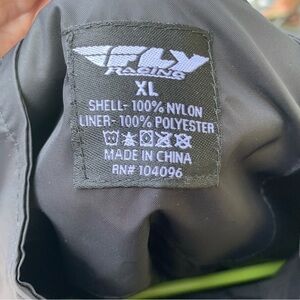 FLY
RACING
XL
SHELL- 100% NYLON
LINER- 100% POLYESTER
MADE IN CHINA
RN# 104096